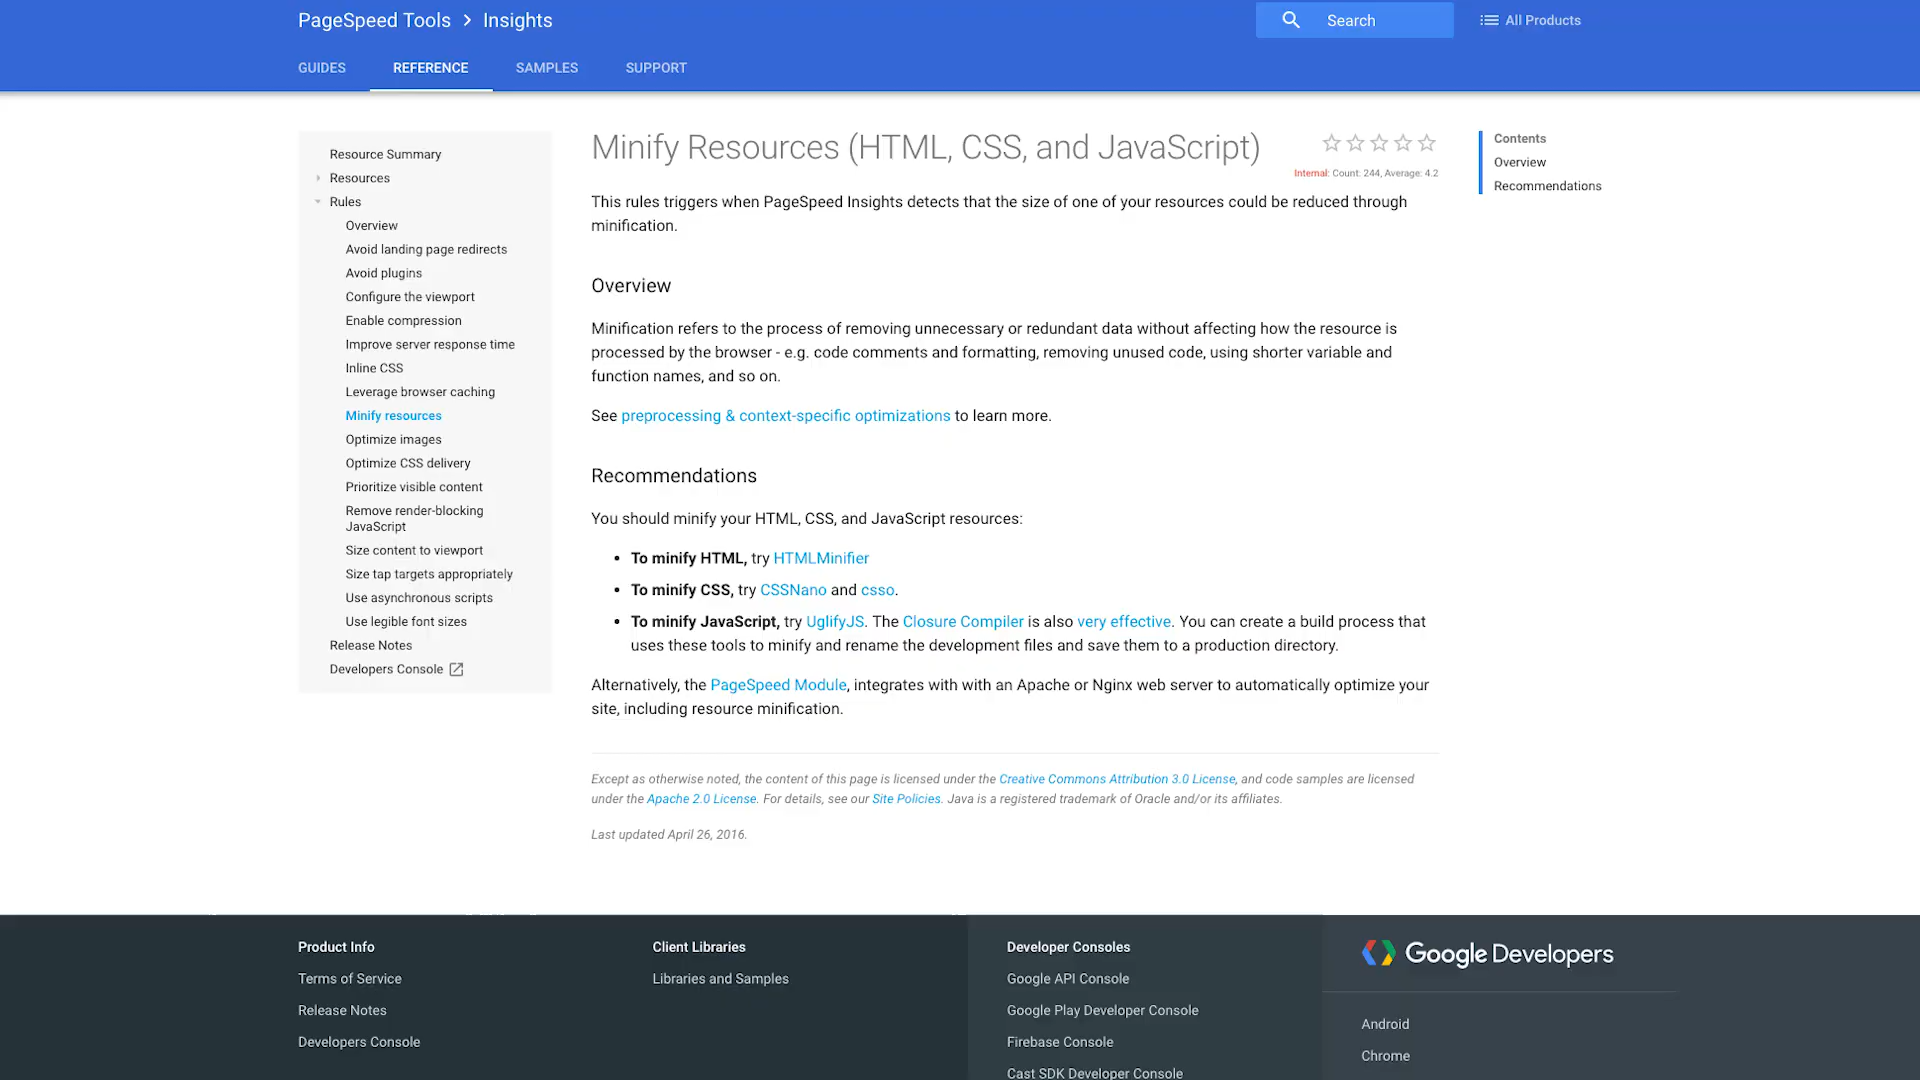 PageSpeed Tools > Insights
Search
All Products
GUIDES
REFERENCE
SAMPLES
SUPPORT
Resource Summary
Resources
Rules
Overview
Avoid landing page redirects
Avoid plugins
Configure the viewport
Enable compression
Improve server response time
Inline CSS
Leverage browser caching
Minify resources
Optimize images
Optimize CSS delivery
Prioritize visible content
Remove render-blocking
JavaScript
Size content to viewport
Size tap targets appropriately
Use asynchronous scripts
Use legible font sizes
Release Notes
Developers Console
Minify Resources (HTML, CSS, and JavaScript)
Internal: Count: 244, Average: 4.2
This rules triggers when PageSpeed Insights detects that the size of one of your resources could be reduced through
minification.
Overview
Minification refers to the process of removing unnecessary or redundant data without affecting how the resource is
processed by the browser - e.g. code comments and formatting, removing unused code, using shorter variable and
function names, and so on.
See preprocessing & context-specific optimizations to learn more.
Recommendations
You should minify your HTML, CSS, and JavaScript resources:
• To minify HTML, try HTMLMinifier
• To minify CSS, try CSSNano and csso.
• To minify JavaScript, try UglifyJS. The Closure Compiler is also very effective. You can create a build process that
uses these tools to minify and rename the development files and save them to a production directory.
Alternatively, the PageSpeed Module, integrates with with an Apache or Nginx web server to automatically optimize your
site, including resource minification.
Except as otherwise noted, the content of this page is licensed under the Creative Commons Attribution 3.0 License, and code samples are licensed
under the Apache 2.0 License. For details, see our Site Policies. Java is a registered trademark of Oracle and/or its affiliates.
Last updated April 26, 2016.
Contents
Overview
Recommendations
Product Info
Terms of Service
Release Notes
Developers Console
Client Libraries
Libraries and Samples
Developer Consoles
Google API Console
Google Play Developer Console
Firebase Console
Cast SDK Developer Console
Google Developers
Android
Chrome